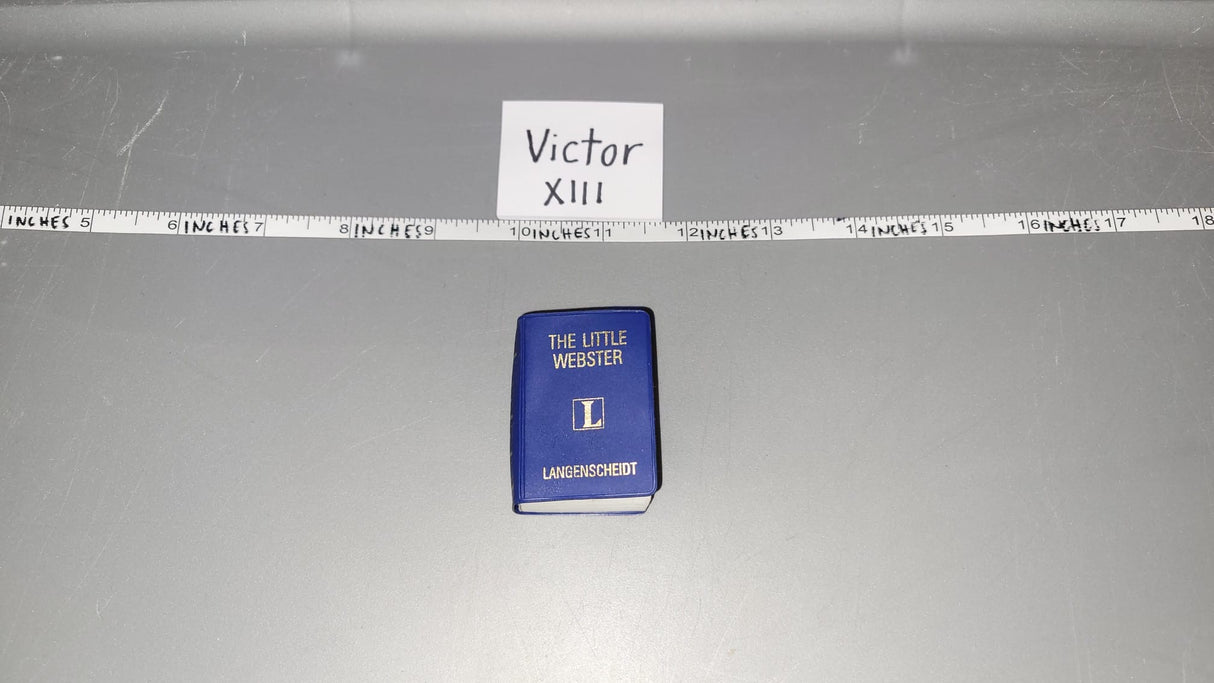 Victor
XIII
INCHES 5 6 INCHES 7 8 INCHES 9 10 INCHES 11 12 INCHES 13 14 INCHES 15 16 INCHES 17 18
THE LITTLE
WEBSTER
L
LANGENSCHEIDT